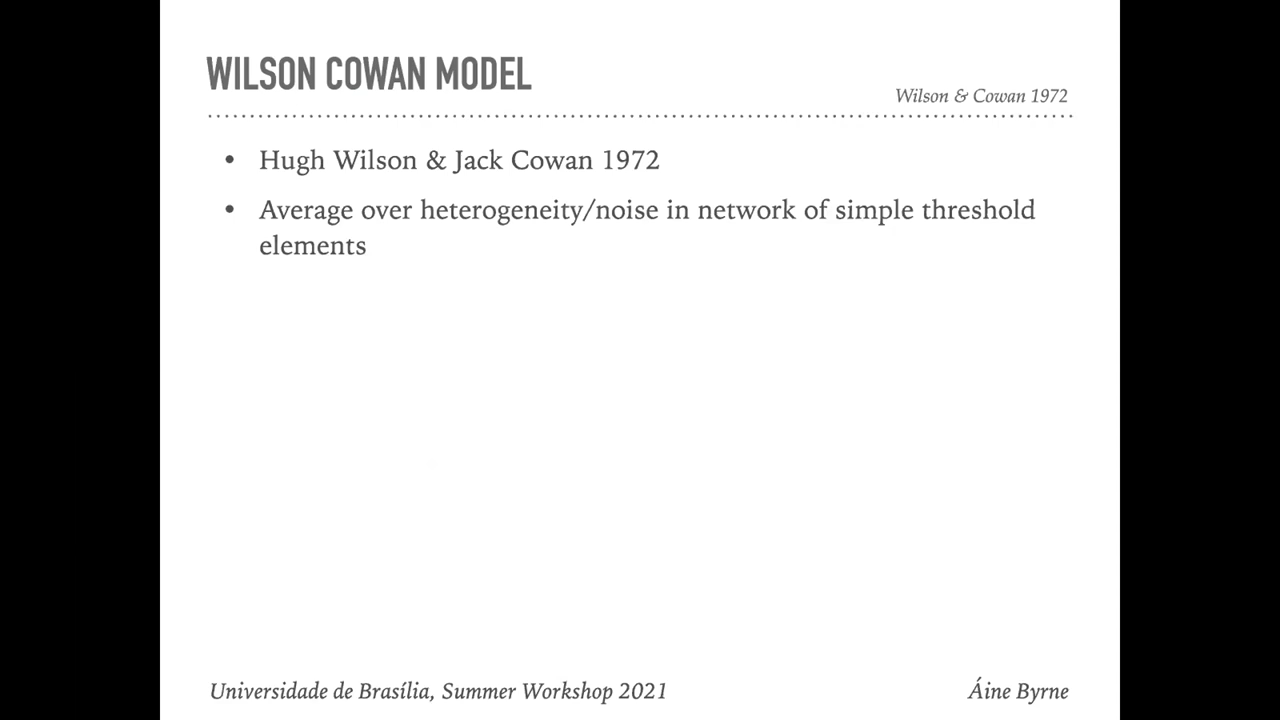 WILSON COWAN MODEL
Wilson & Cowan 1972
• Hugh Wilson & Jack Cowan 1972
• Average over heterogeneity/noise in network of simple threshold
elements
Universidade de Brasília, Summer Workshop 2021
Áine Byrne